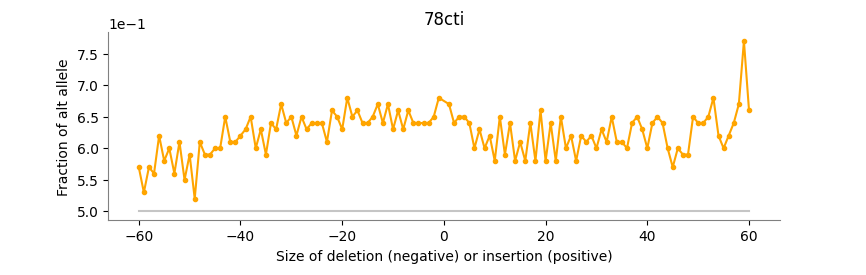 78cti
1e−1
7.5
7.0
6.5
6.0
5.5
5.0
Fraction of alt allele
−60 −40 −20 0 20 40 60
Size of deletion (negative) or insertion (positive)